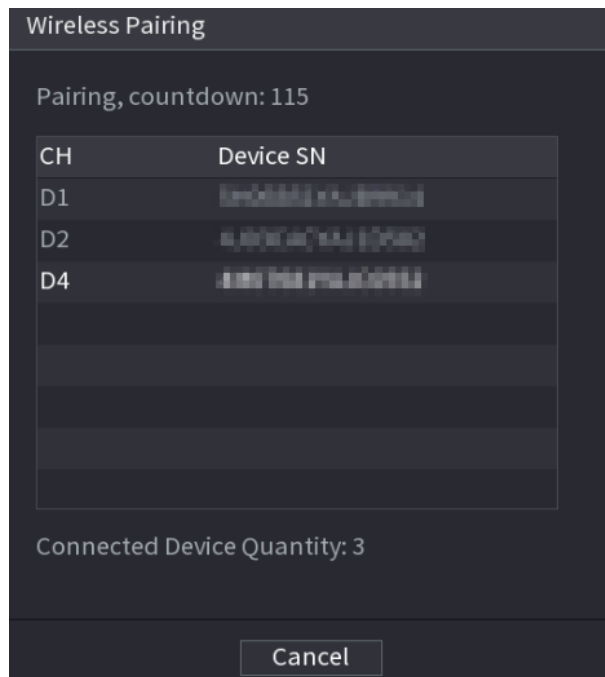 Wireless Pairing
Pairing, countdown: 115
CH Device SN
D1
D2
D4
Connected Device Quantity: 3
Cancel